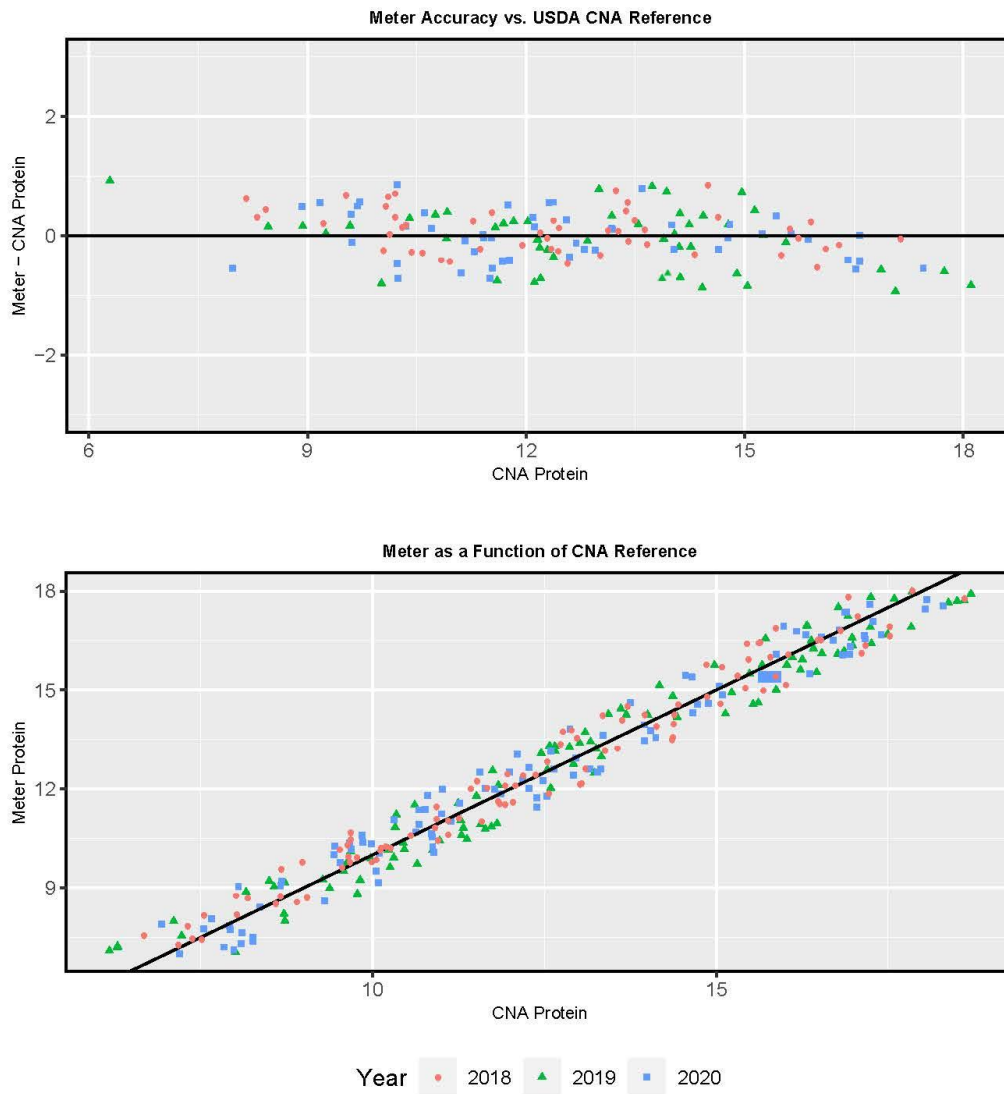 Meter Accuracy vs. USDA CNA Reference
2
0
−2
Meter − CNA Protein
6 9 12 15 18
CNA Protein
Meter as a Function of CNA Reference
18
15
12
9
Meter Protein
10 15
CNA Protein
Year 2018 2019 2020